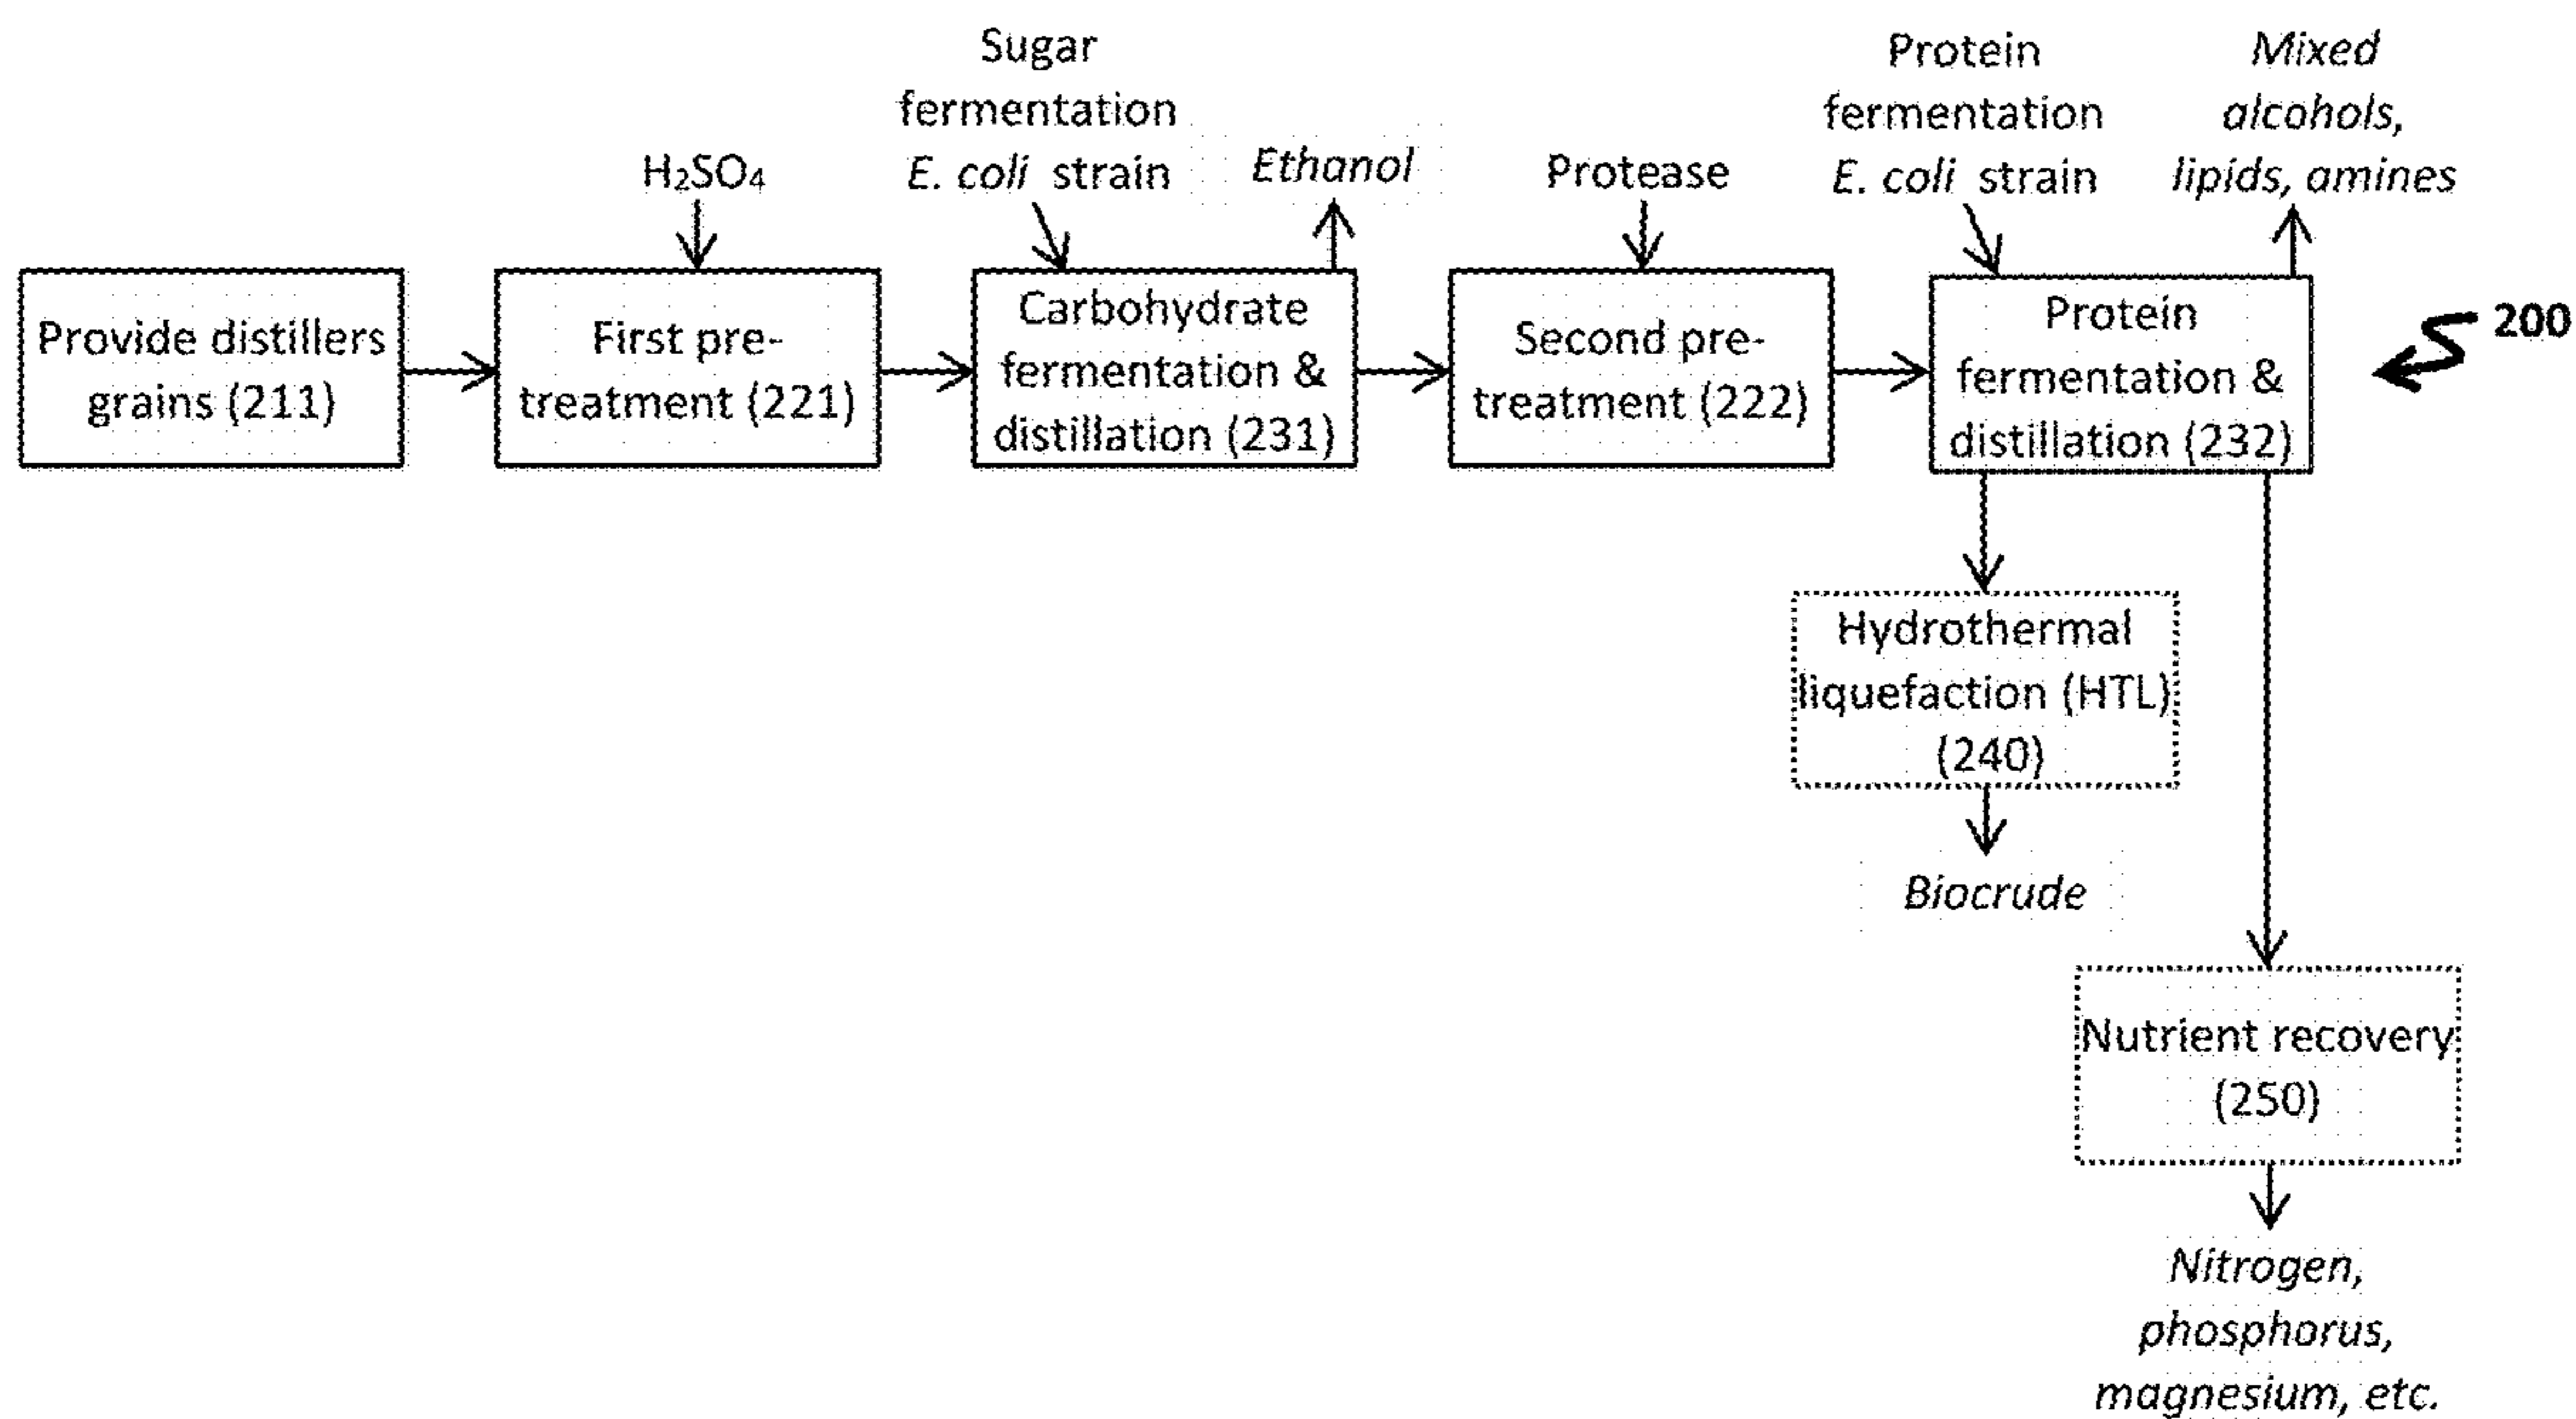 Sugar
fermentation
E. coli strain
Protein
fermentation
E. coli strain
Mixed
alcohols,
lipids, amines
H₂SO₄
Ethanol
Protease
Provide distillers
grains (211)
First pre-
treatment (221)
Carbohydrate
fermentation &
distillation (231)
Second pre-
treatment (222)
Protein
fermentation &
distillation (232)
200
Hydrothermal
liquefaction (HTL)
(240)
Biocrude
Nutrient recovery
(250)
Nitrogen,
phosphorus,
magnesium, etc.